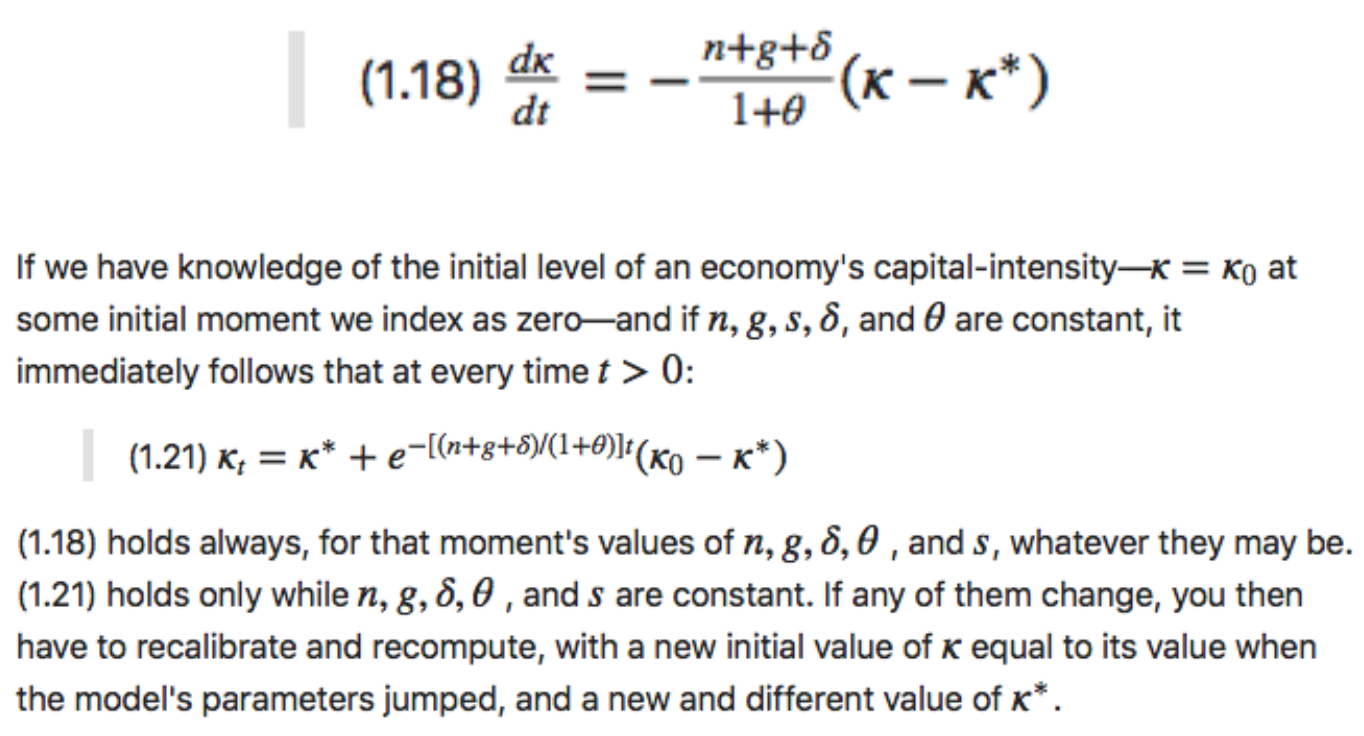 (1.18) dκ/dt = −(n+g+δ)/(1+θ) (κ − κ*)
If we have knowledge of the initial level of an economy's capital-intensity—κ = κ₀ at
some initial moment we index as zero—and if n, g, s, δ, and θ are constant, it
immediately follows that at every time t > 0:
(1.21) κₜ = κ* + e^{−[(n+g+δ)/(1+θ)]t}(κ₀ − κ*)
(1.18) holds always, for that moment's values of n, g, δ, θ , and s, whatever they may be.
(1.21) holds only while n, g, δ, θ , and s are constant. If any of them change, you then
have to recalibrate and recompute, with a new initial value of κ equal to its value when
the model's parameters jumped, and a new and different value of κ* .